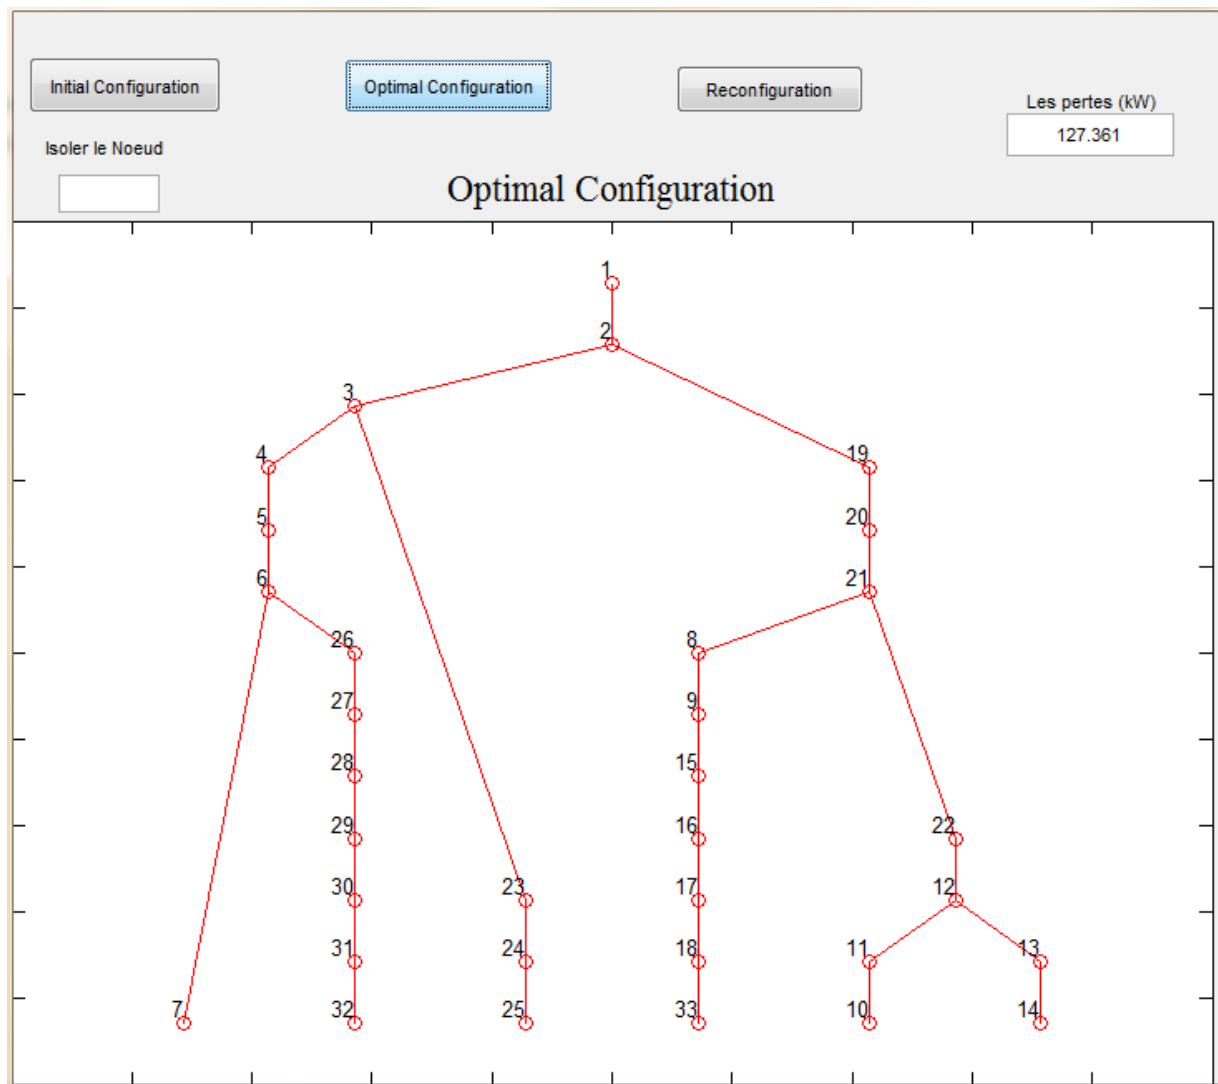 Initial Configuration
Optimal Configuration
Reconfiguration
Les pertes (kW)
127.361
Isoler le Noeud
Optimal Configuration
1
2
3
4 19
5 20
6 21
26 8
27 9
28 15
29 16 22
30 23 17 12
31 24 18 11 13
7 32 25 33 10 14